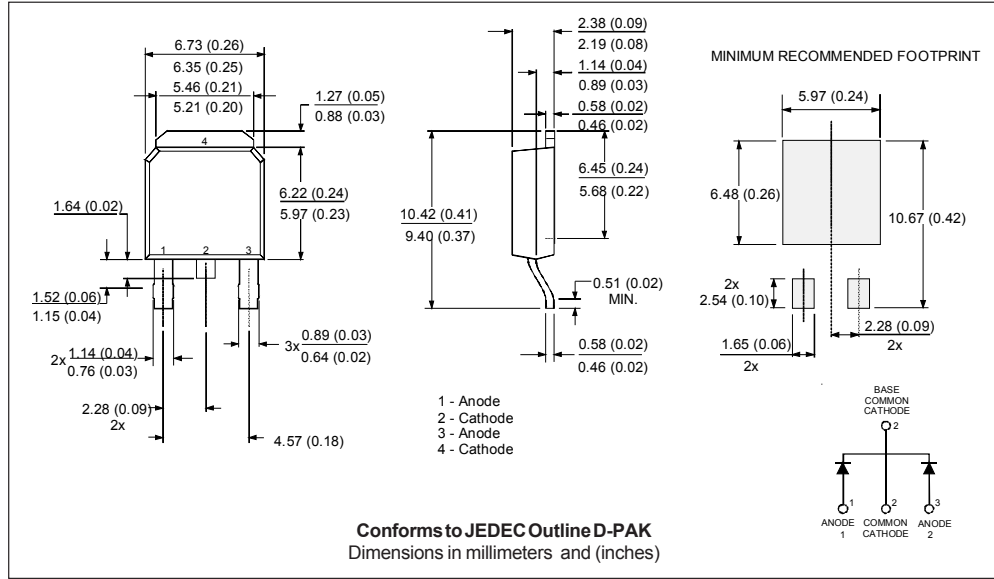 6.73 (0.26)
6.35 (0.25)
5.46 (0.21)
5.21 (0.20)
1.27 (0.05)
0.88 (0.03)
4
6.22 (0.24)
5.97 (0.23)
1.64 (0.02)
1 2 3
1.52 (0.06)
1.15 (0.04)
2x 1.14 (0.04)
0.76 (0.03)
3x 0.89 (0.03)
0.64 (0.02)
2.28 (0.09)
2x
4.57 (0.18)
2.38 (0.09)
2.19 (0.08)
1.14 (0.04)
0.89 (0.03)
0.58 (0.02)
0.46 (0.02)
6.45 (0.24)
5.68 (0.22)
10.42 (0.41)
9.40 (0.37)
0.51 (0.02)
MIN.
0.58 (0.02)
0.46 (0.02)
1 - Anode
2 - Cathode
3 - Anode
4 - Cathode
MINIMUM RECOMMENDED FOOTPRINT
5.97 (0.24)
6.48 (0.26)
10.67 (0.42)
2x
2.54 (0.10)
2.28 (0.09)
2x
1.65 (0.06)
2x
BASE
COMMON
CATHODE
2
1 2 3
ANODE
1
COMMON
CATHODE
ANODE
2
Conforms to JEDEC Outline D-PAK
Dimensions in millimeters and (inches)